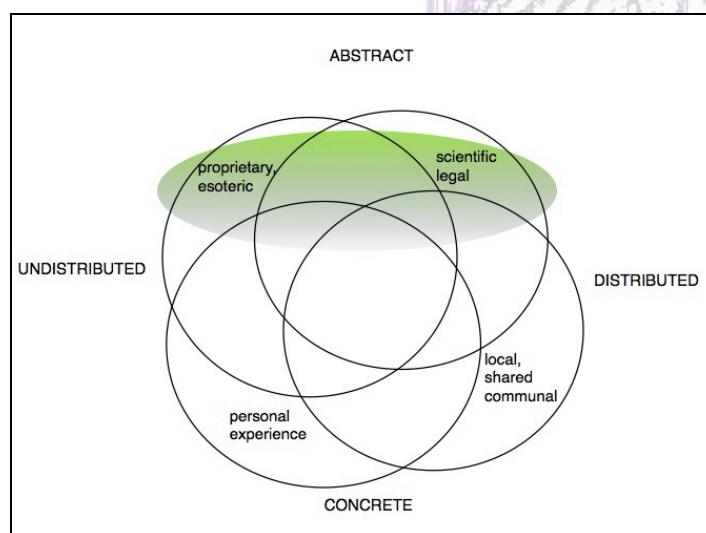 ABSTRACT
proprietary,
esoteric
scientific
legal
UNDISTRIBUTED
DISTRIBUTED
local,
shared
communal
personal
experience
CONCRETE